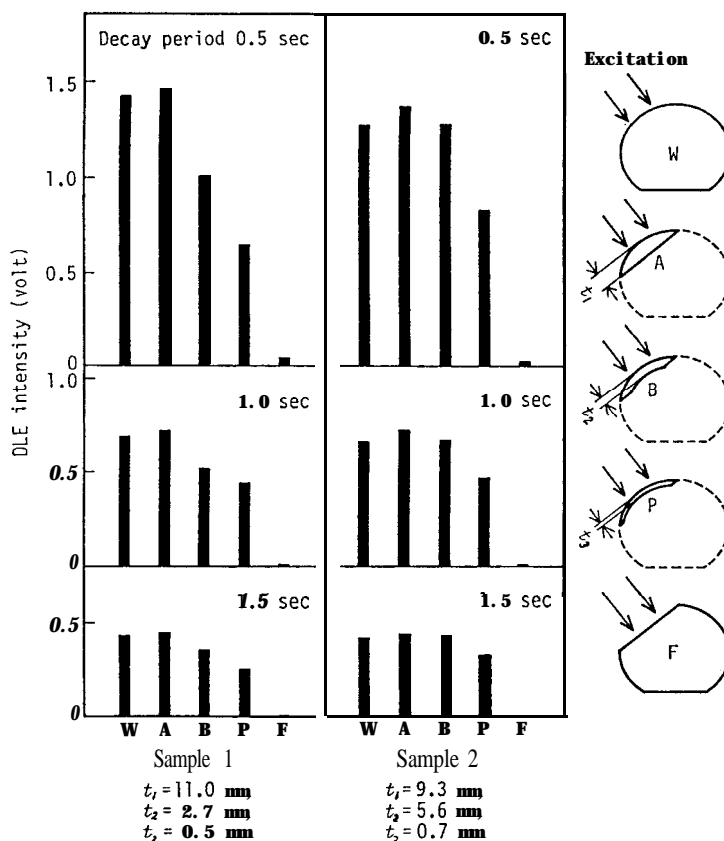 Decay period 0.5 sec
0.5 sec
Excitation
1.5
1.0
0.5
0
DLE intensity (volt)
W
A
t₁
1.0 sec
1.0 sec
1.0
0.5
0
B
t₂
P
t₃
1.5 sec
1.5 sec
0.5
0
F
W A B P F
W A B P F
Sample 1
Sample 2
t₁ = 11.0 mm,
t₂ = 2.7 mm,
t₃ = 0.5 mm
t₁ = 9.3 mm,
t₂ = 5.6 mm,
t₃ = 0.7 mm